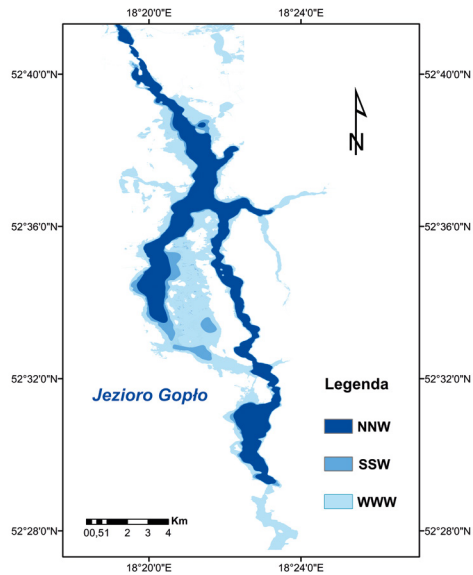 18°20'0"E 18°24'0"E
52°40'0"N 52°40'0"N
N
52°36'0"N 52°36'0"N
52°32'0"N 52°32'0"N
Jezioro Gopło
Legenda
NNW
SSW
WWW
Km
00,51 2 3 4
52°28'0"N 52°28'0"N
18°20'0"E 18°24'0"E